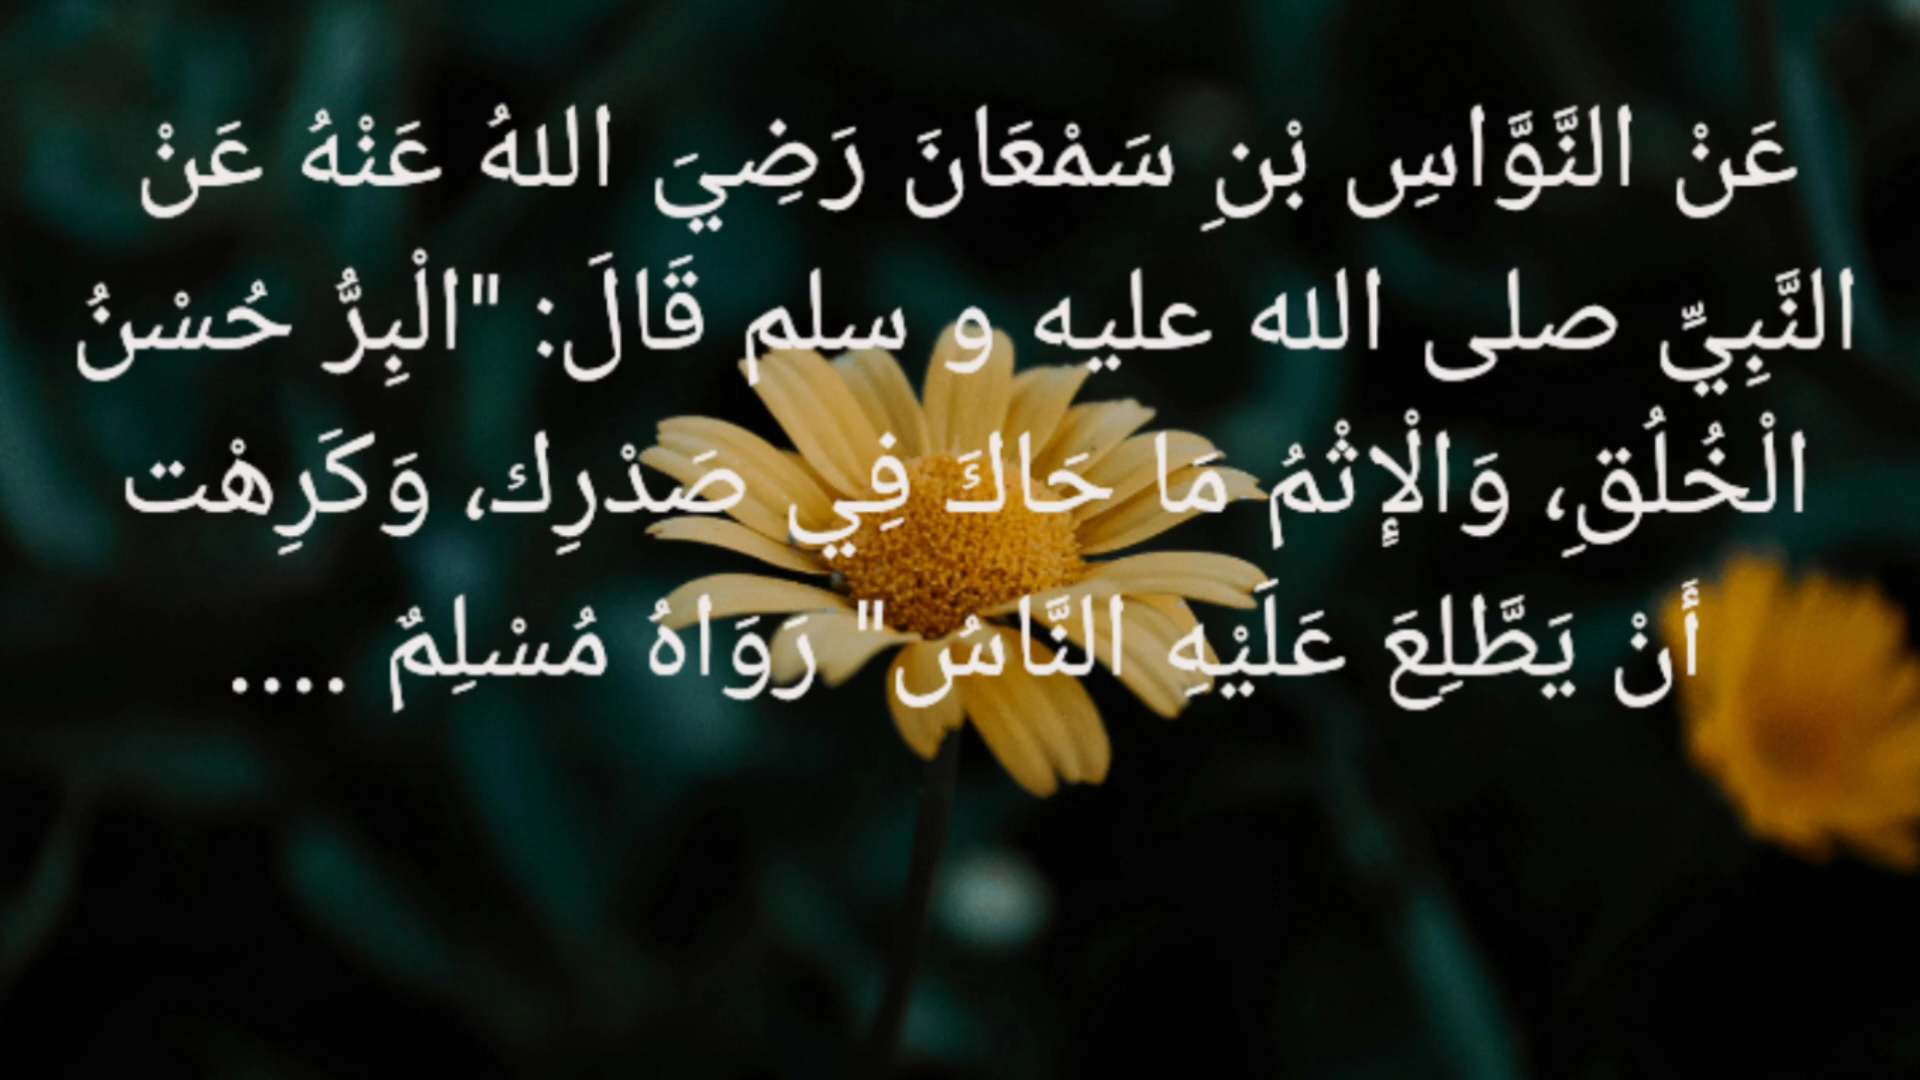 عَنْ النَّوَّاسِ بْنِ سَمْعَانَ رَضِيَ اللهُ عَنْهُ عَنْ
النَّبِيِّ صلى الله عليه و سلم قَالَ: "الْبِرُّ حُسْنُ
الْخُلُقِ، وَالْإِثْمُ مَا حَاكَ فِي صَدْرِك، وَكَرِهْت
أَنْ يَطَّلِعَ عَلَيْهِ النَّاسُ" رَوَاهُ مُسْلِمٌ ....